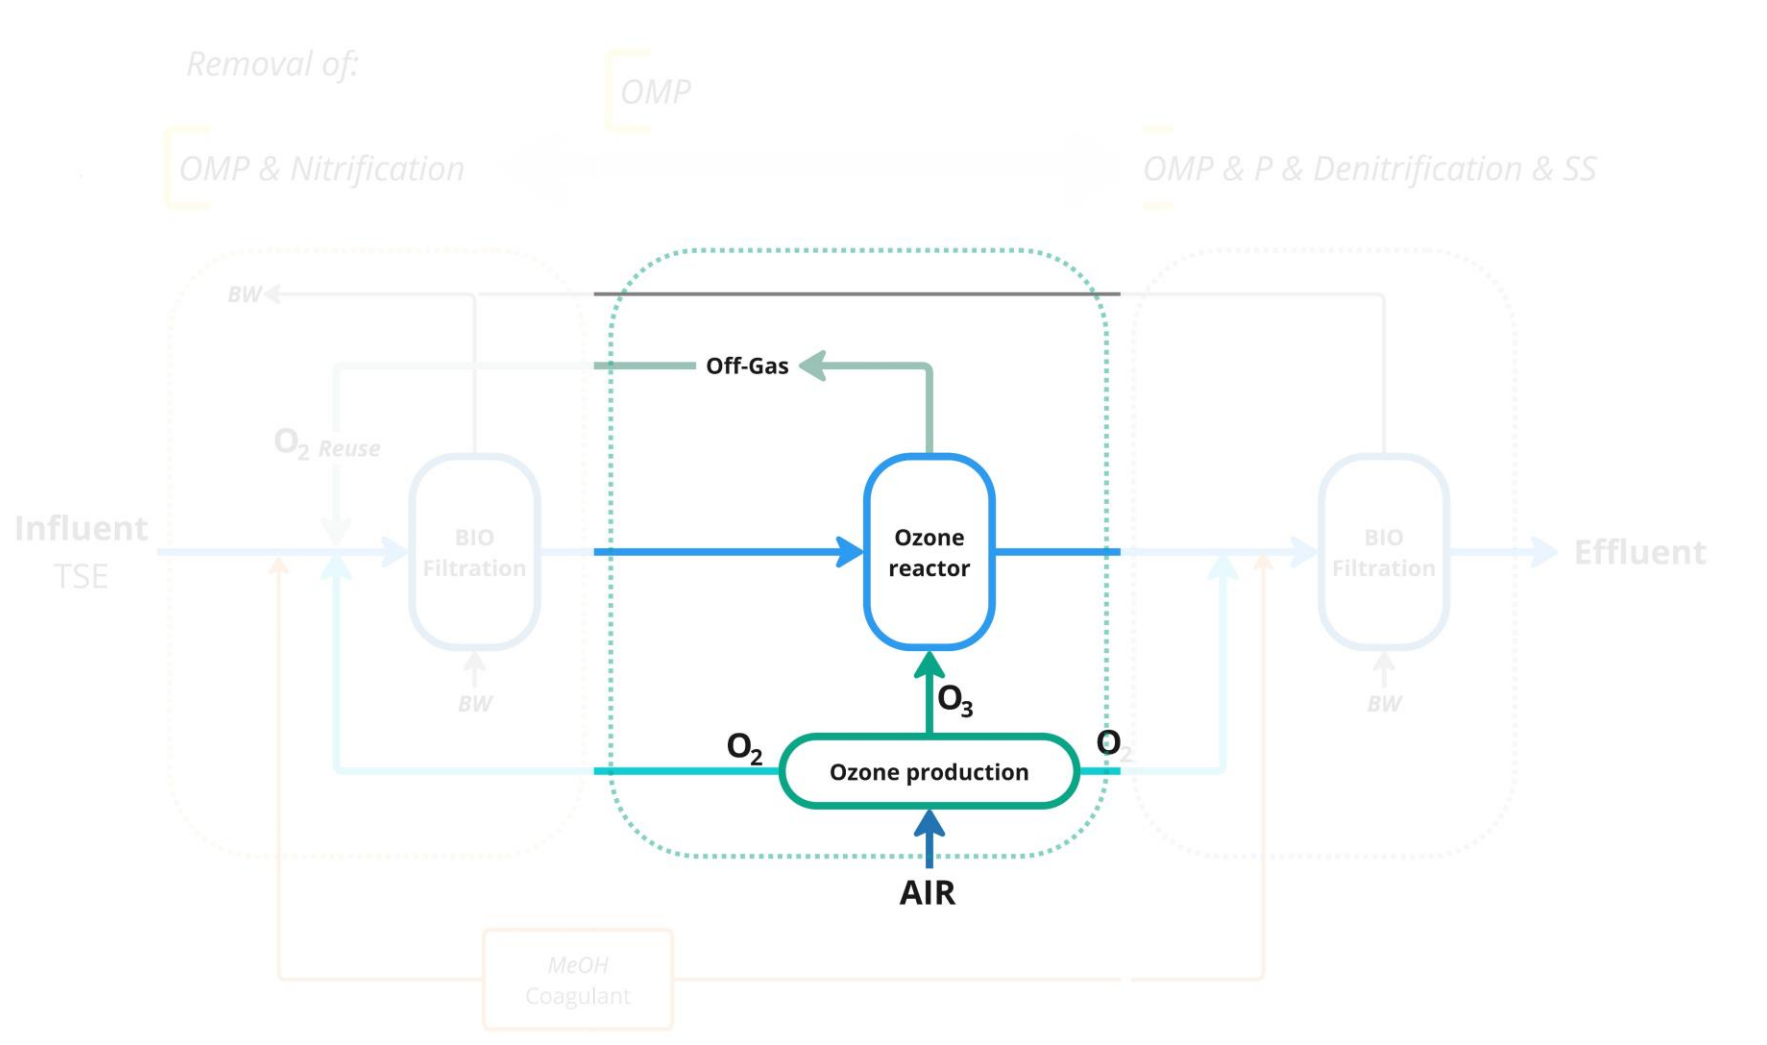 Removal of:
OMP
OMP & Nitrification
OMP & P & Denitrification & SS
BW
Off-Gas
O2 Reuse
Influent
TSE
BIO
Filtration
Ozone
reactor
BIO
Filtration
Effluent
BW
O3
BW
O2
Ozone production
O2
AIR
MeOH
Coagulant